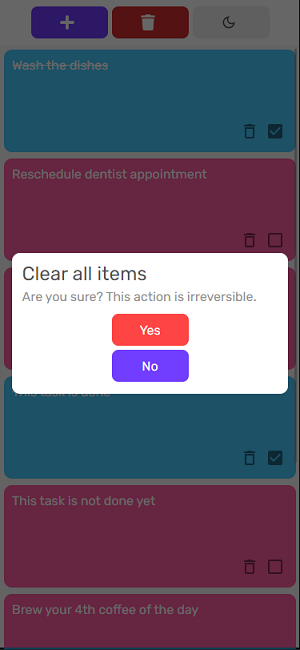 Wash the dishes
Reschedule dentist appointment
Clear all items
Are you sure? This action is irreversible.
Yes
No
This task is done
This task is not done yet
Brew your 4th coffee of the day